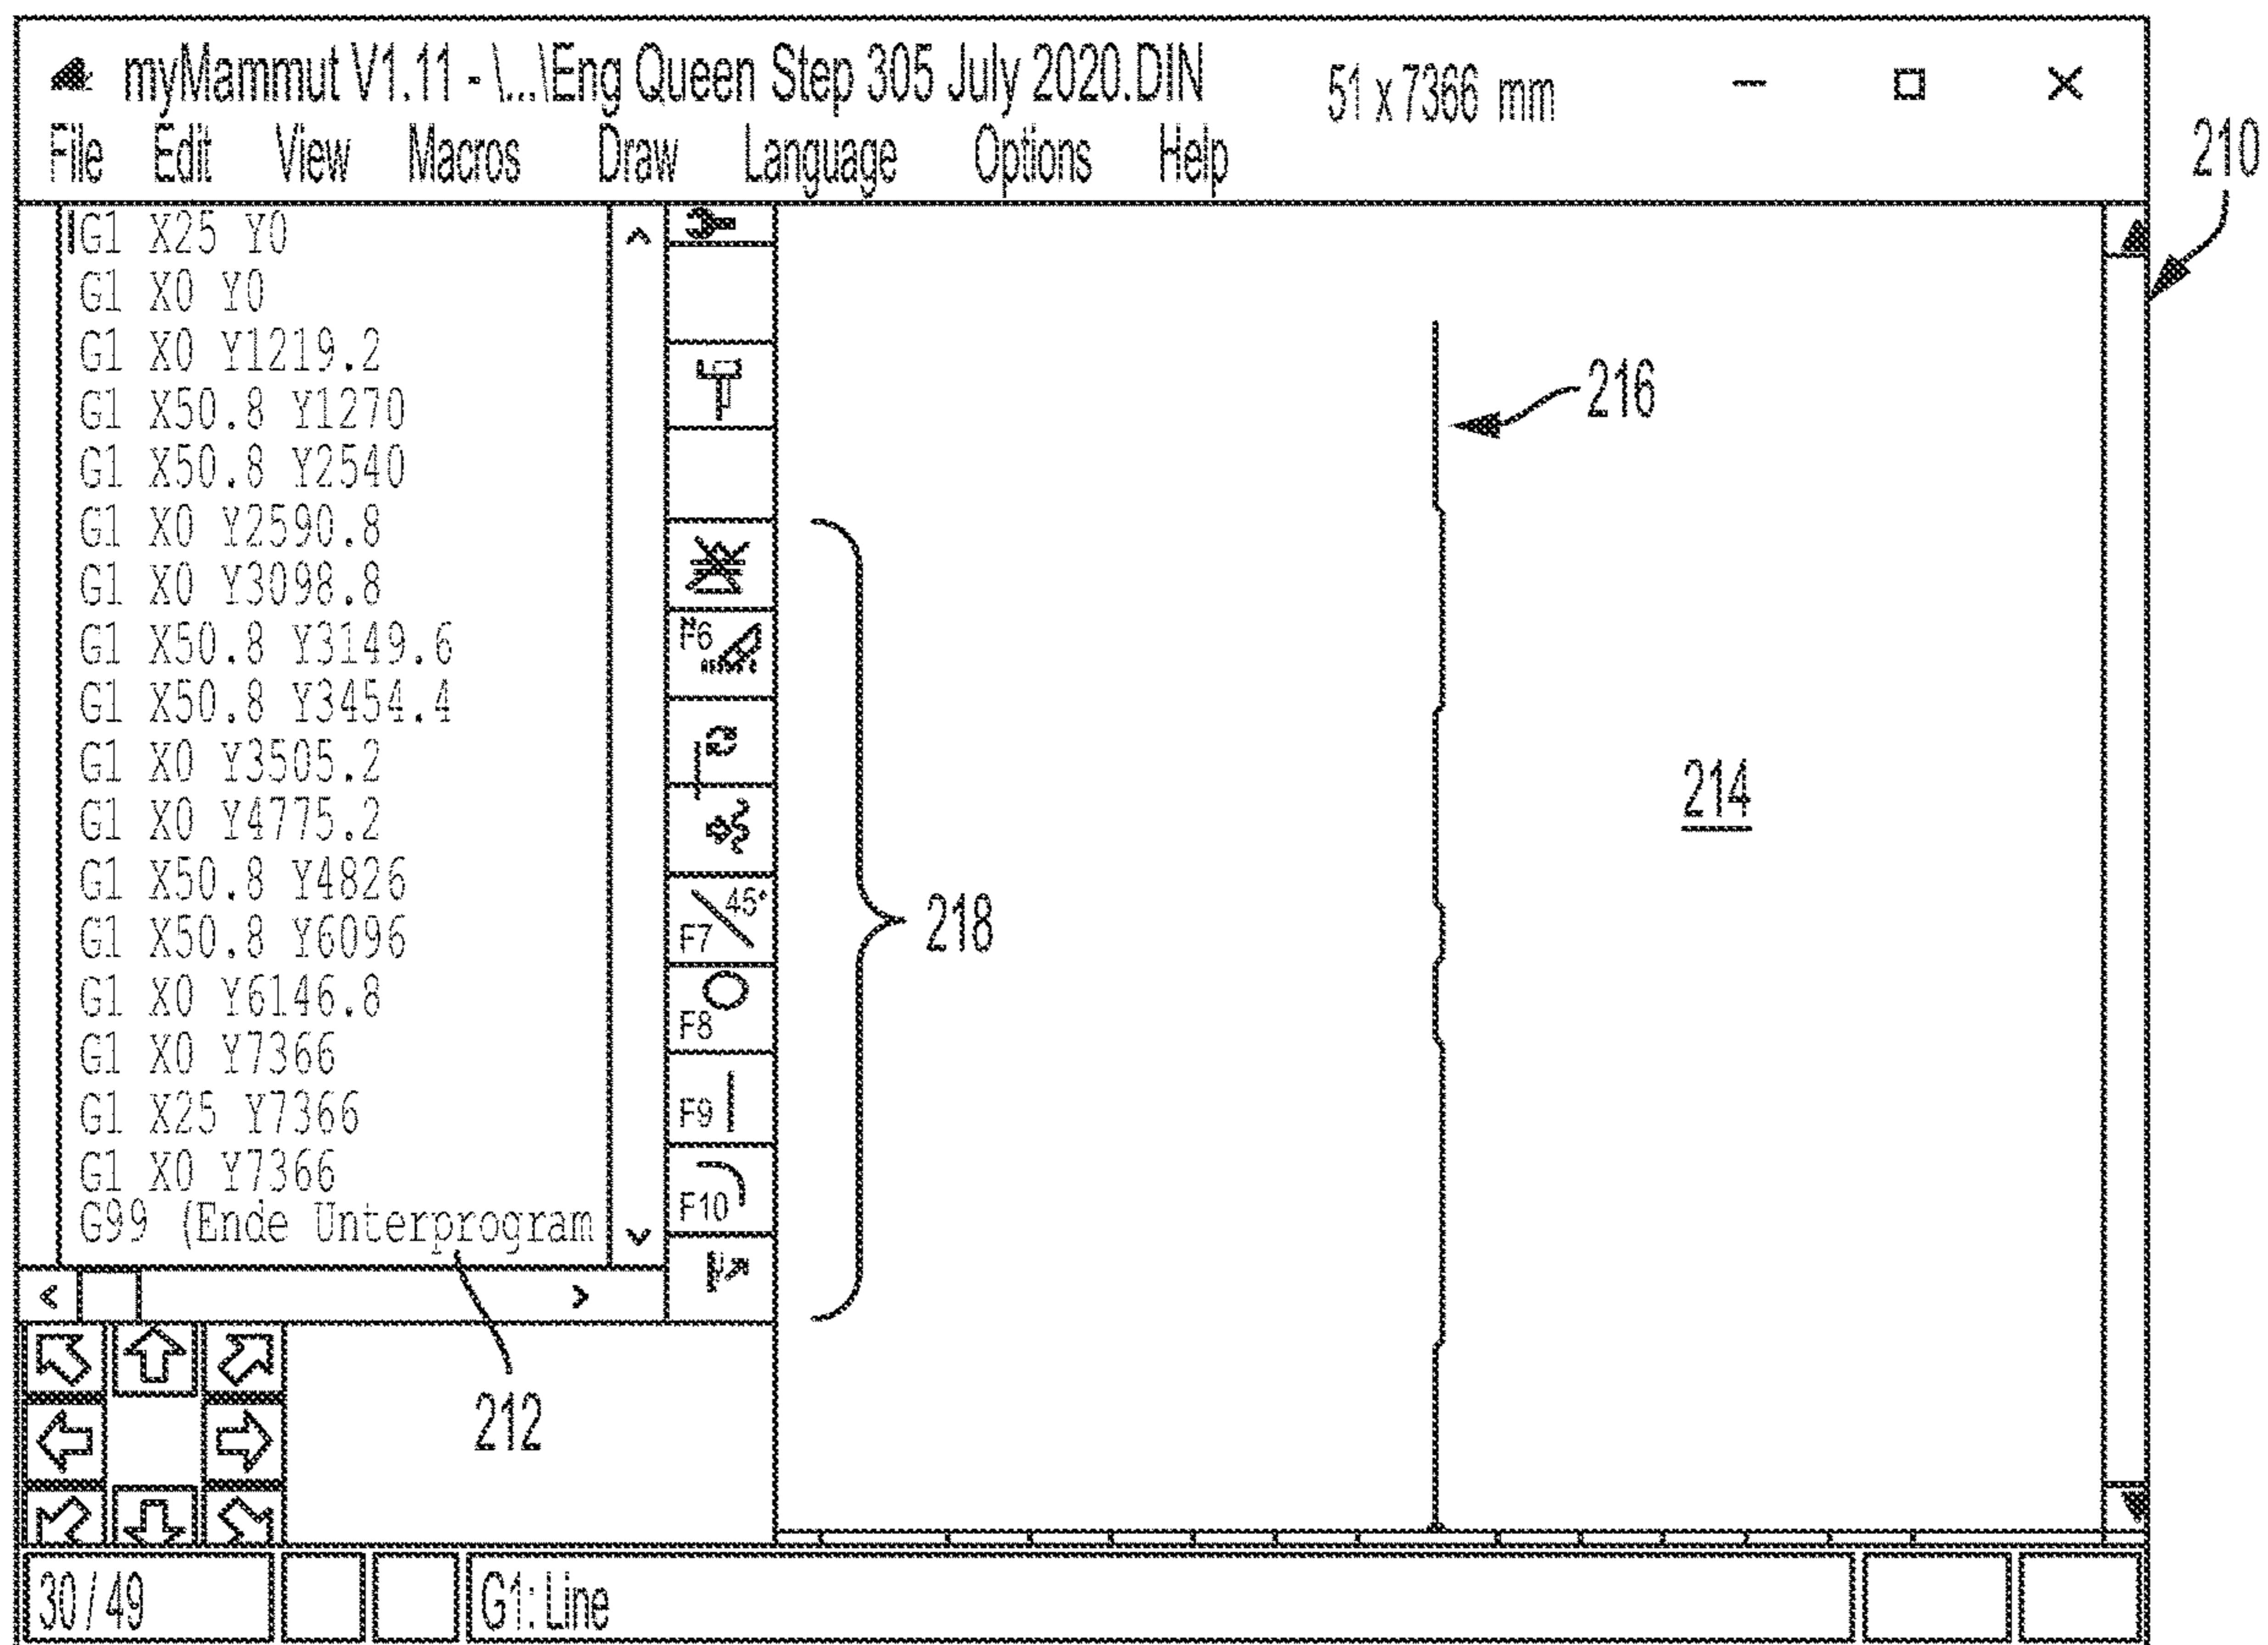 myMammut V1.11 - \...\Eng Queen Step 305 July 2020.DIN 51 x 7366 mm
File Edit View Macros Draw Language Options Help
210
G1 X25 Y0
G1 X0 Y0
G1 X0 Y1219.2
G1 X50.8 Y1270
G1 X50.8 Y2540
G1 X0 Y2590.8
G1 X0 Y3098.8
G1 X50.8 Y3149.6
G1 X50.8 Y3454.4
G1 X0 Y3505.2
G1 X0 Y4775.2
G1 X50.8 Y4826
G1 X50.8 Y6096
G1 X0 Y6146.8
G1 X0 Y7366
G1 X25 Y7366
G1 X0 Y7366
G99 (Ende Unterprogram
212
F6
F7 45°
F8
F9
F10
218
216
214
30/49
G1: Line